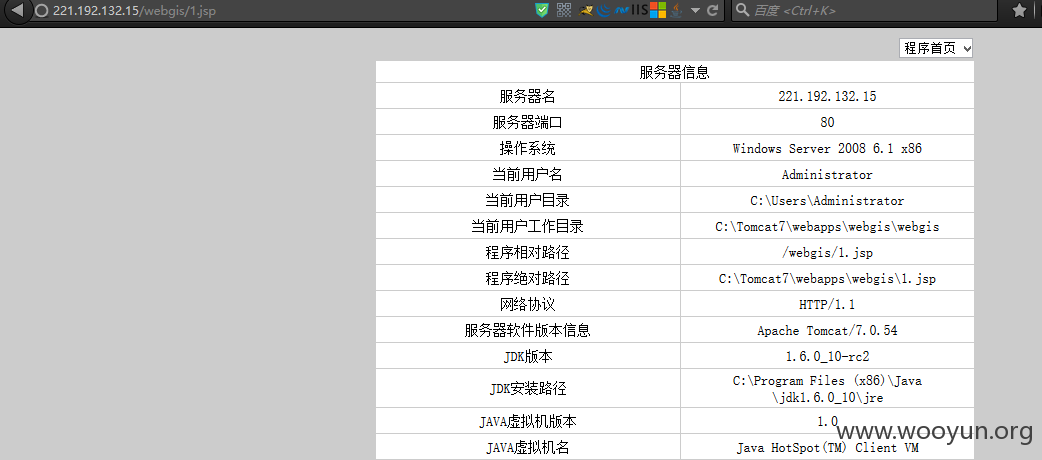 221.192.132.15/webgis/1.jsp
百度 <Ctrl+K>
程序首页
服务器信息
服务器名 221.192.132.15
服务器端口 80
操作系统 Windows Server 2008 6.1 x86
当前用户名 Administrator
当前用户目录 C:\Users\Administrator
当前用户工作目录 C:\Tomcat7\webapps\webgis\webgis
程序相对路径 /webgis/1.jsp
程序绝对路径 C:\Tomcat7\webapps\webgis\1.jsp
网络协议 HTTP/1.1
服务器软件版本信息 Apache Tomcat/7.0.54
JDK版本 1.6.0_10-rc2
JDK安装路径 C:\Program Files (x86)\Java
\jdk1.6.0_10\jre
JAVA虚拟机版本 1.0
www.wooyun.org
JAVA虚拟机名 Java HotSpot(TM) Client VM